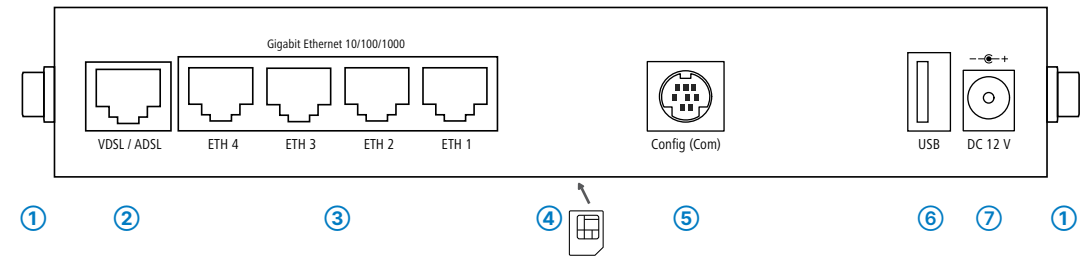 Gigabit Ethernet 10/100/1000
- +
VDSL / ADSL ETH 4 ETH 3 ETH 2 ETH 1 Config (Com) USB DC 12 V
① ② ③ ④ ⑤ ⑥ ⑦ ①